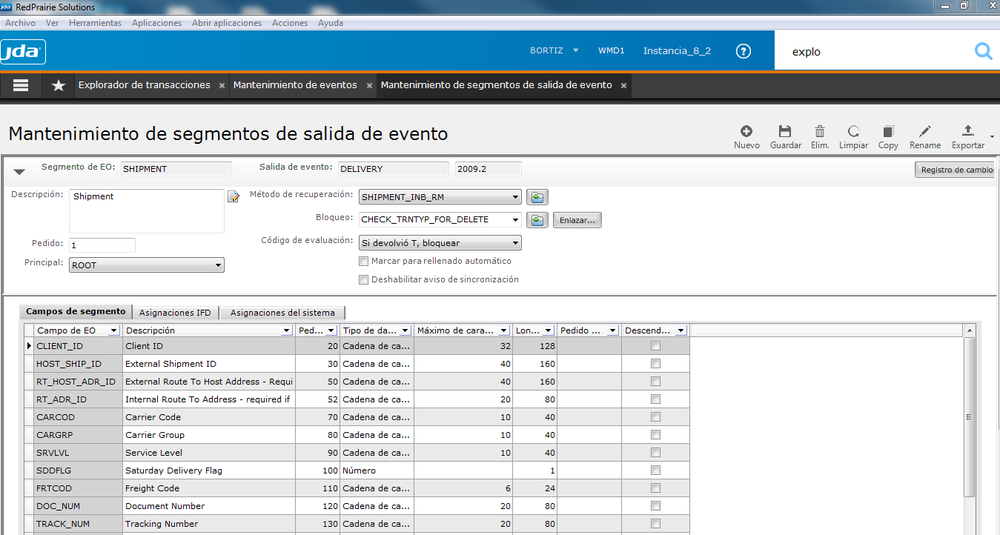 jda RedPrairie Solutions
Archivo Ver Herramientas Aplicaciones Abrir aplicaciones Acciones Ayuda
jda BORTIZ WMD1 Instancia_8_2 ? explo
Explorador de transacciones × Mantenimiento de eventos × Mantenimiento de segmentos de salida de evento ×
Mantenimiento de segmentos de salida de evento
Nuevo Guardar Elim. Limpiar Copy Rename Exportar
Segmento de EO: SHIPMENT Salida de evento: DELIVERY 2009.2 Registro de cambios
Descripción: Shipment Método de recuperación: SHIPMENT_INB_RM
Bloqueo: CHECK_TRNTYP_FOR_DELETE Enlazar...
Pedido: 1 Código de evaluación: Si devolvió T, bloquear
Principal: ROOT Marcar para rellenado automático
Deshabilitar aviso de sincronización
Campos de segmento Asignaciones IFD Asignaciones del sistema
Campo de EO Descripción Ped... Tipo de da... Máximo de cara... Lon... Pedido ... Descend...
CLIENT_ID Client ID 20 Cadena de ca... 32 128
HOST_SHIP_ID External Shipment ID 30 Cadena de ca... 40 160
RT_HOST_ADR_ID External Route To Host Address - Requi 50 Cadena de ca... 40 160
RT_ADR_ID Internal Route To Address - required if 52 Cadena de ca... 20 80
CARCOD Carrier Code 70 Cadena de ca... 10 40
CARGRP Carrier Group 80 Cadena de ca... 10 40
SRVLVL Service Level 90 Cadena de ca... 10 40
SDDFLG Saturday Delivery Flag 100 Número 1
FRTCOD Freight Code 110 Cadena de ca... 6 24
DOC_NUM Document Number 120 Cadena de ca... 20 80
TRACK_NUM Tracking Number 130 Cadena de ca... 20 80